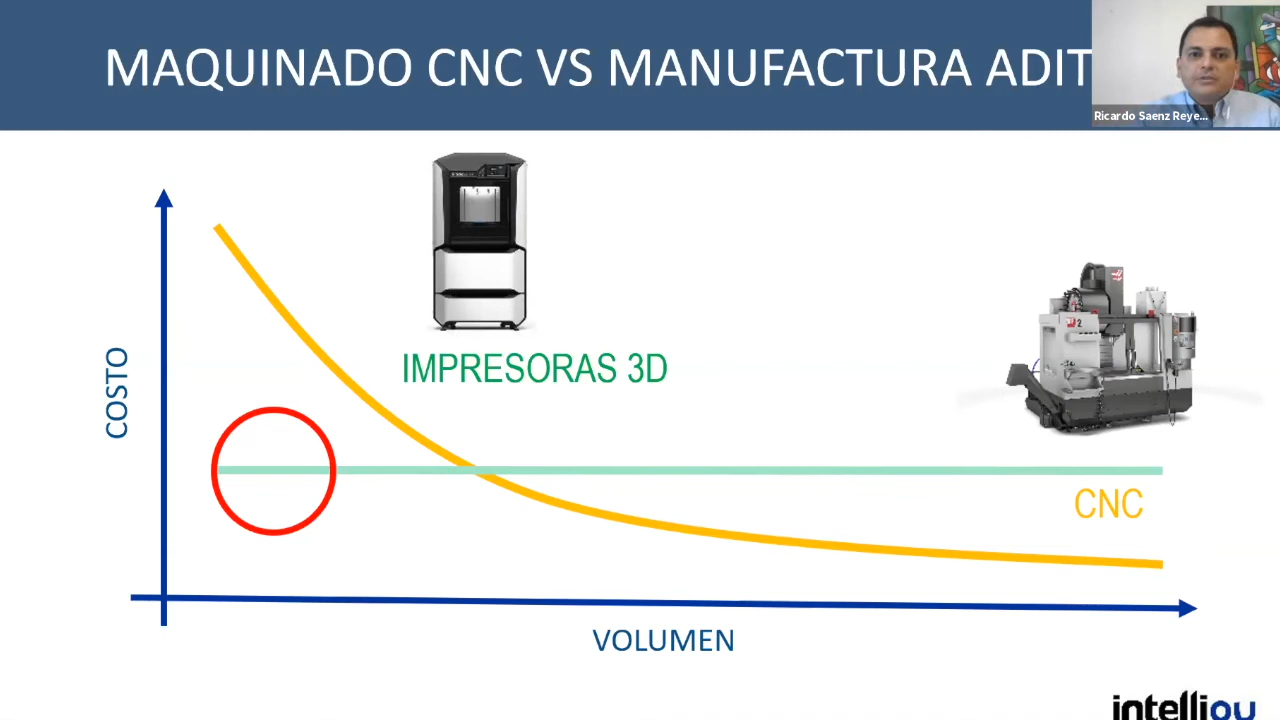 MAQUINADO CNC VS MANUFACTURA ADIT
Ricardo Saenz Reye...
IMPRESORAS 3D
COSTO
CNC
VOLUMEN
intelliou